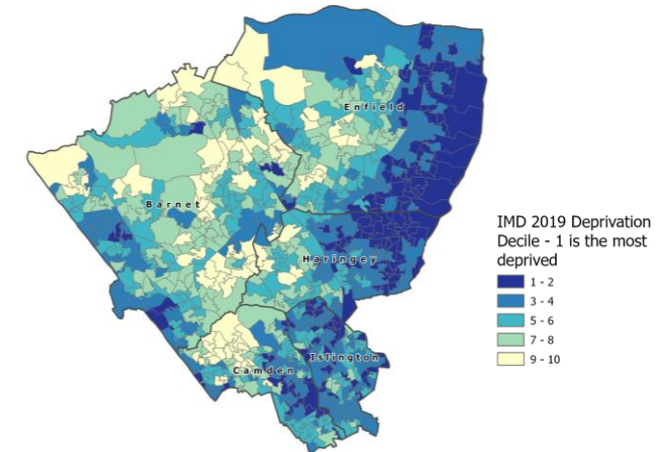 Enfield
Barnet
Haringey
Islington
Camden
IMD 2019 Deprivation
Decile - 1 is the most
deprived
1 - 2
3 - 4
5 - 6
7 - 8
9 - 10